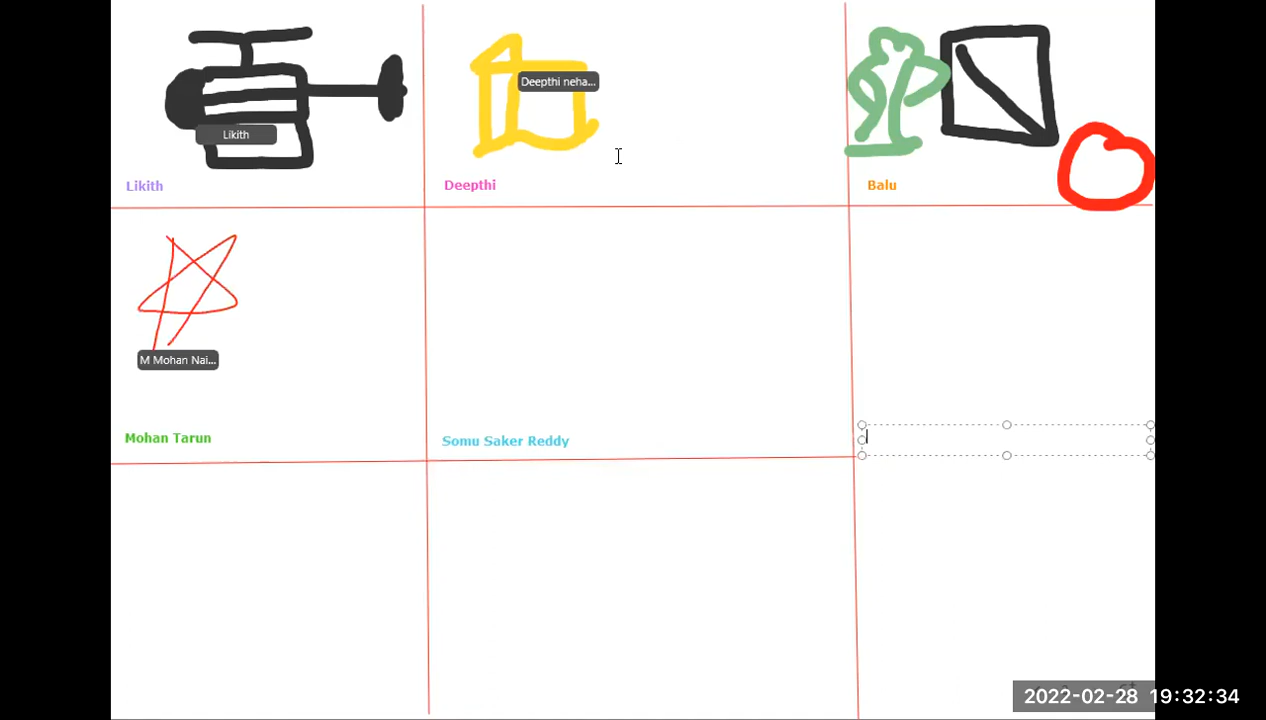 Deepthi neha...
Likith
Likith
Deepthi
Balu
M Mohan Nai...
Mohan Tarun
Somu Saker Reddy
2022-02-28 19:32:34